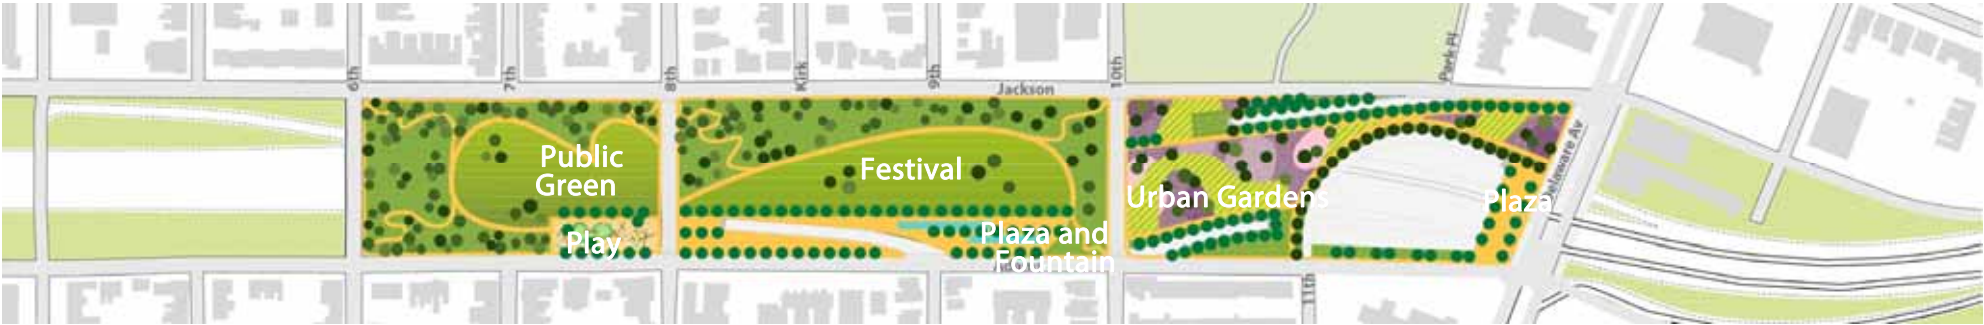 6th
7th
8th
Kirk
9th
Jackson
10th
Park Pl
Delaware Av
Public
Green
Festival
Urban Gardens
Plaza
Play
Plaza and
Fountain
11th